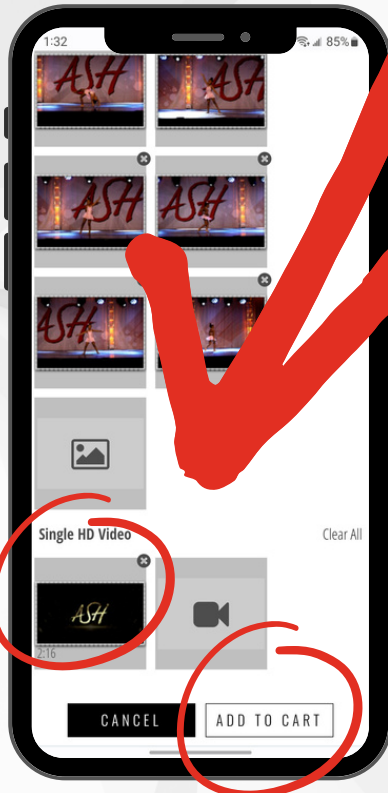 1:32 85%
ASH ASH
ASH ASH
ASH
Single HD Video Clear All
ASH
2:16
CANCEL ADD TO CART